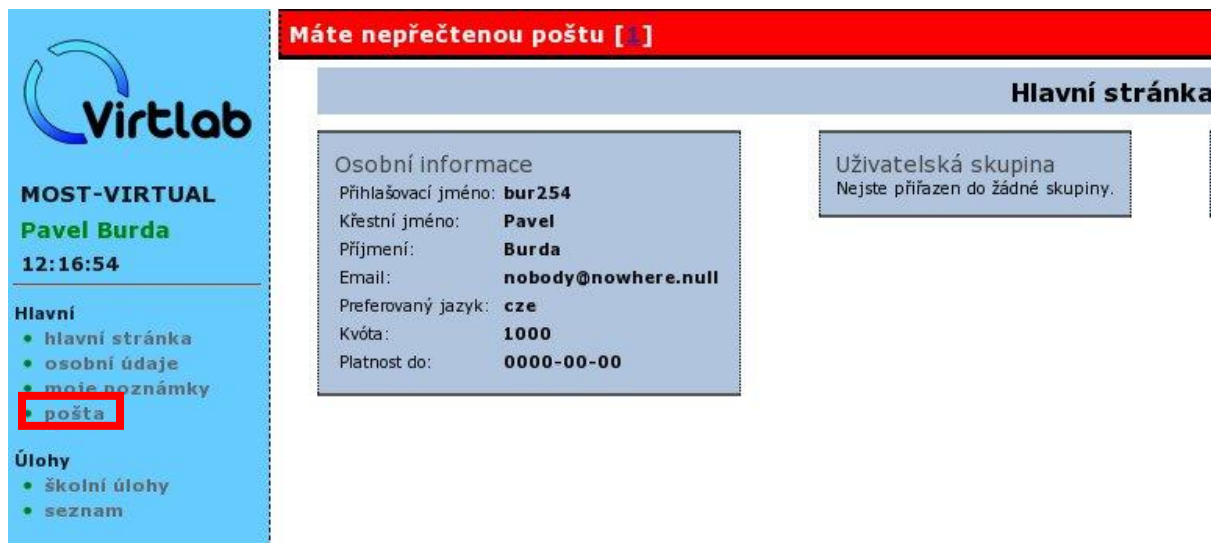 Virtlab
MOST-VIRTUAL
Pavel Burda
12:16:54
Hlavní
hlavní stránka
osobní údaje
moje poznámky
pošta
Úlohy
školní úlohy
seznam
Máte nepřečtenou poštu [1]
Hlavní stránka
Osobní informace
Přihlašovací jméno: bur254
Křestní jméno: Pavel
Příjmení: Burda
Email: nobody@nowhere.null
Preferovaný jazyk: cze
Kvóta: 1000
Platnost do: 0000-00-00
Uživatelská skupina
Nejste přiřazen do žádné skupiny.